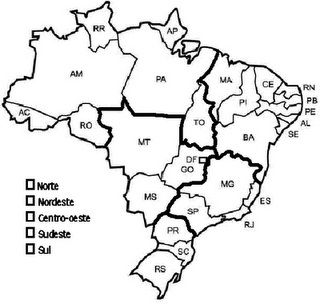 RR
AP
AM
PA
MA
CE
RN
PB
PE
AL
SE
PI
AC
RO
TO
BA
MT
DF
GO
MG
MS
ES
SP
RJ
PR
SC
RS
Norte
Nordeste
Centro-oeste
Sudeste
Sul